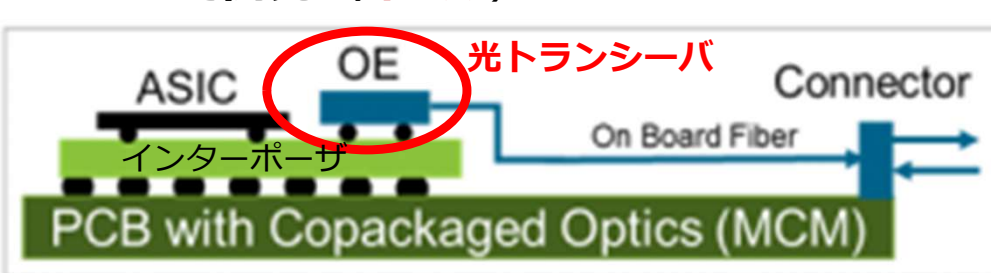 OE
光トランシーバ
ASIC
Connector
On Board Fiber
インターポーザ
PCB with Copackaged Optics (MCM)